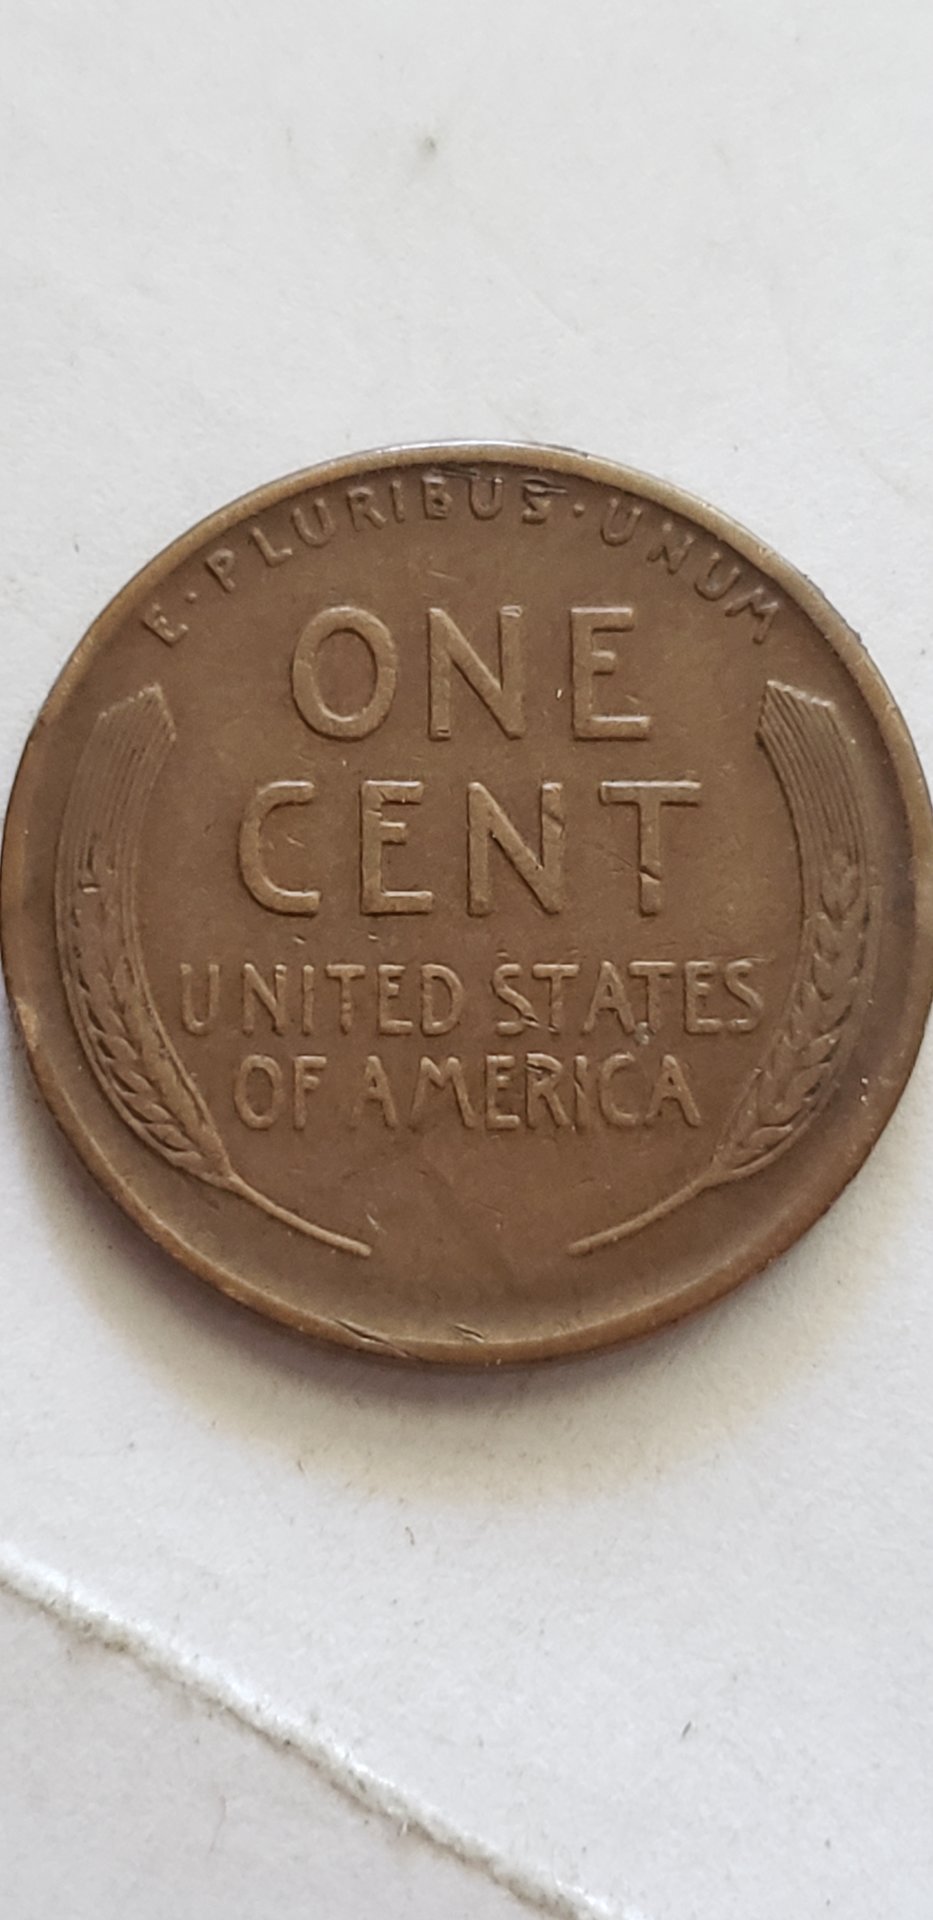 E·PLURIBUS·UNUM
ONE
CENT
UNITED STATES
OF AMERICA